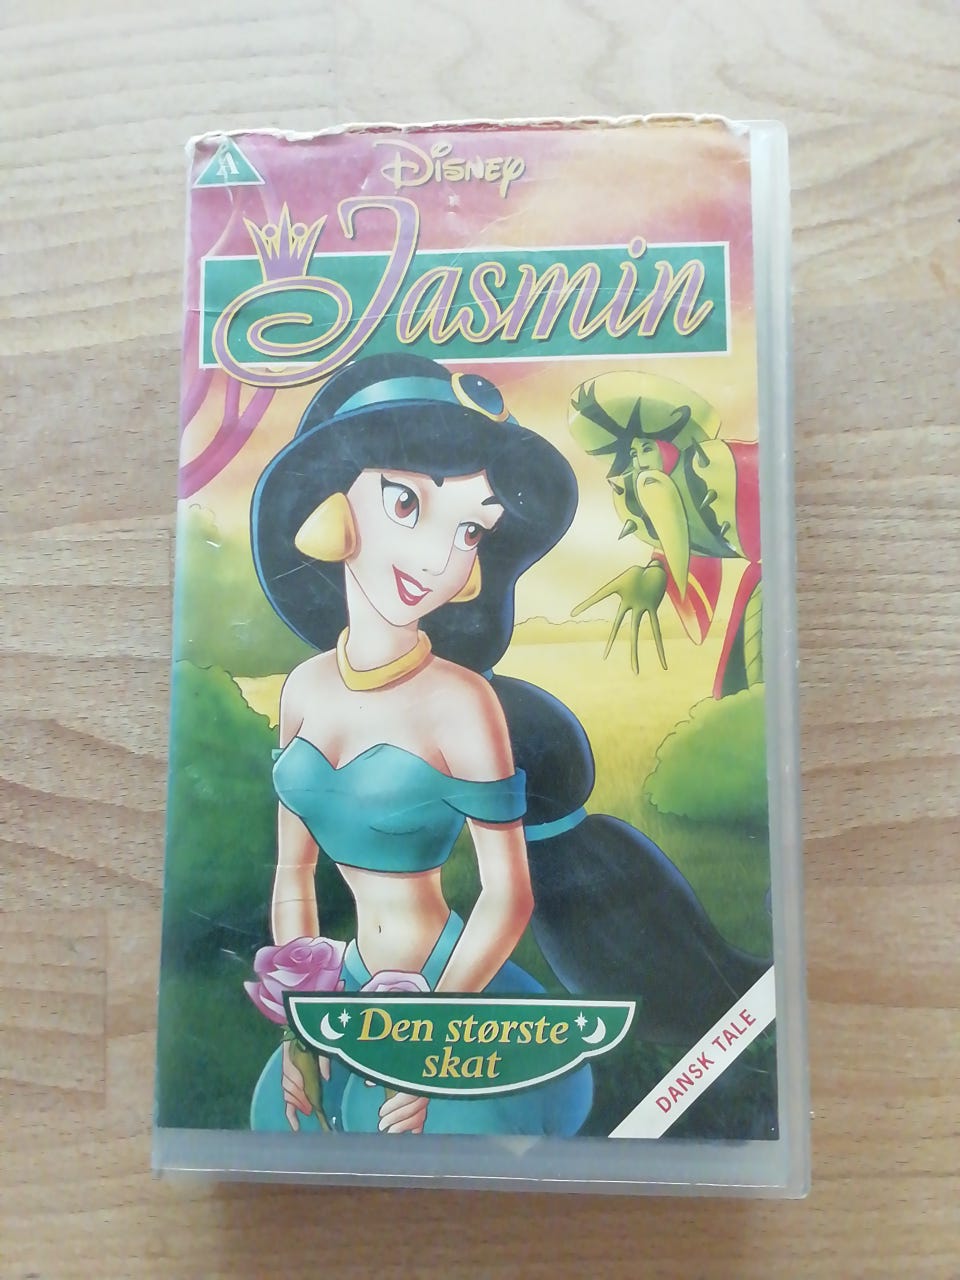 A
Disney
Jasmin
Den største
skat
DANSK TALE